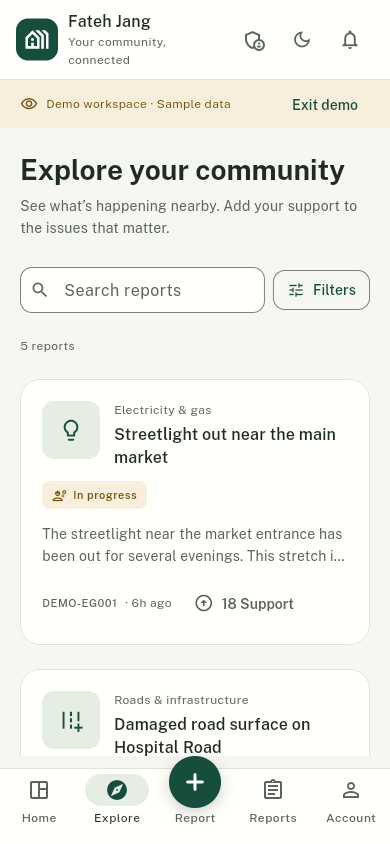 Fateh Jang
Your community,
connected
Demo workspace · Sample data
Exit demo
Explore your community
See what's happening nearby. Add your support to
the issues that matter.
Search reports
Filters
5 reports
Electricity & gas
Streetlight out near the main
market
In progress
The streetlight near the market entrance has
been out for several evenings. This stretch i...
DEMO-EG001 · 6h ago
18 Support
Roads & infrastructure
Damaged road surface on
Hospital Road
Home
Explore
Report
Reports
Account